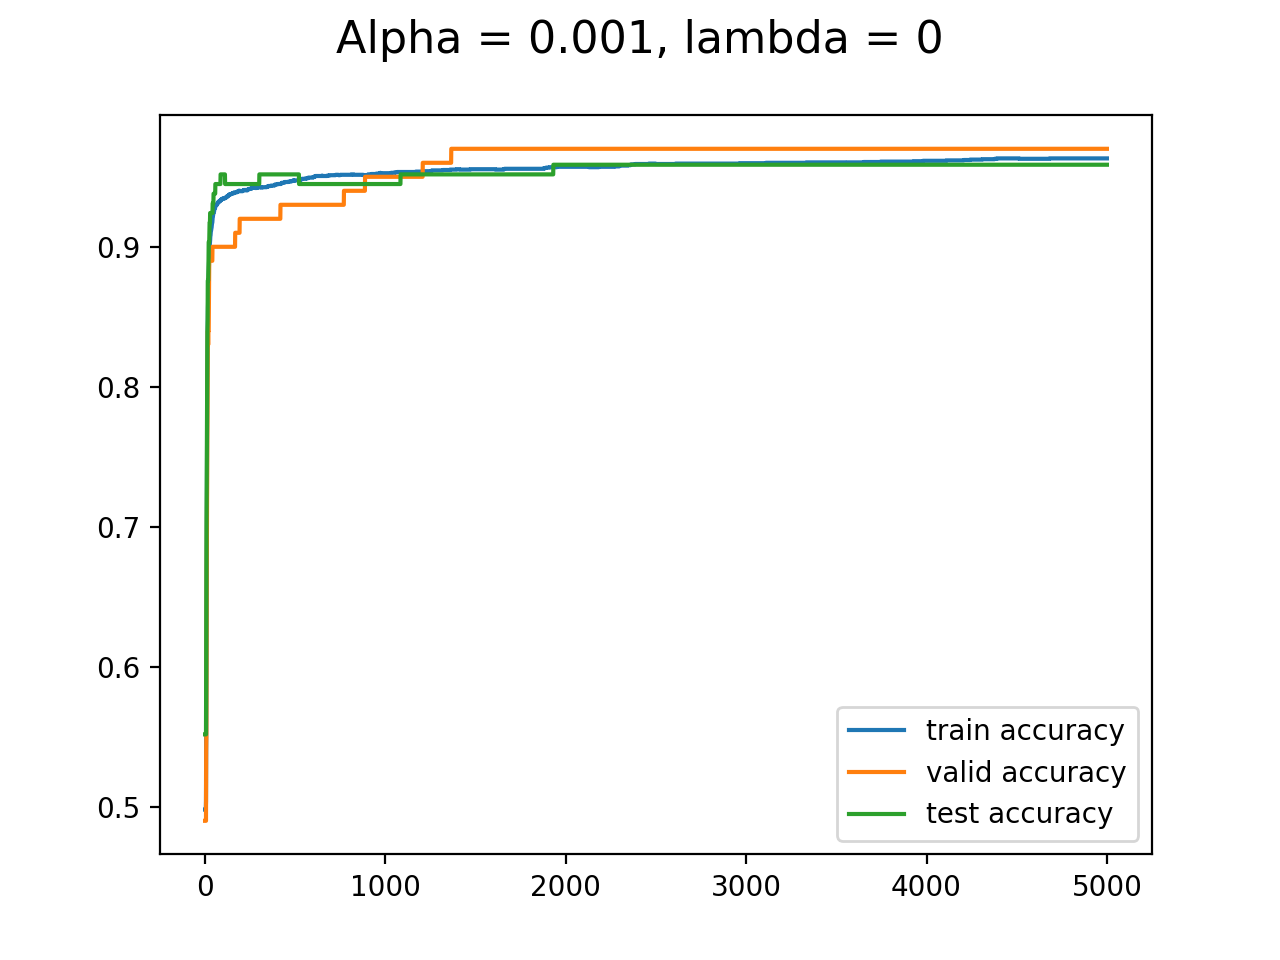 Alpha = 0.001, lambda = 0
0.9
0.8
0.7
0.6
0.5
train accuracy
valid accuracy
test accuracy
0 1000 2000 3000 4000 5000